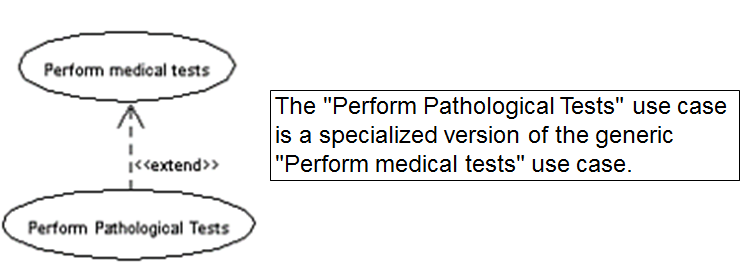 Perform medical tests
<<extend>>
Perform Pathological Tests
The "Perform Pathological Tests" use case
is a specialized version of the generic
"Perform medical tests" use case.